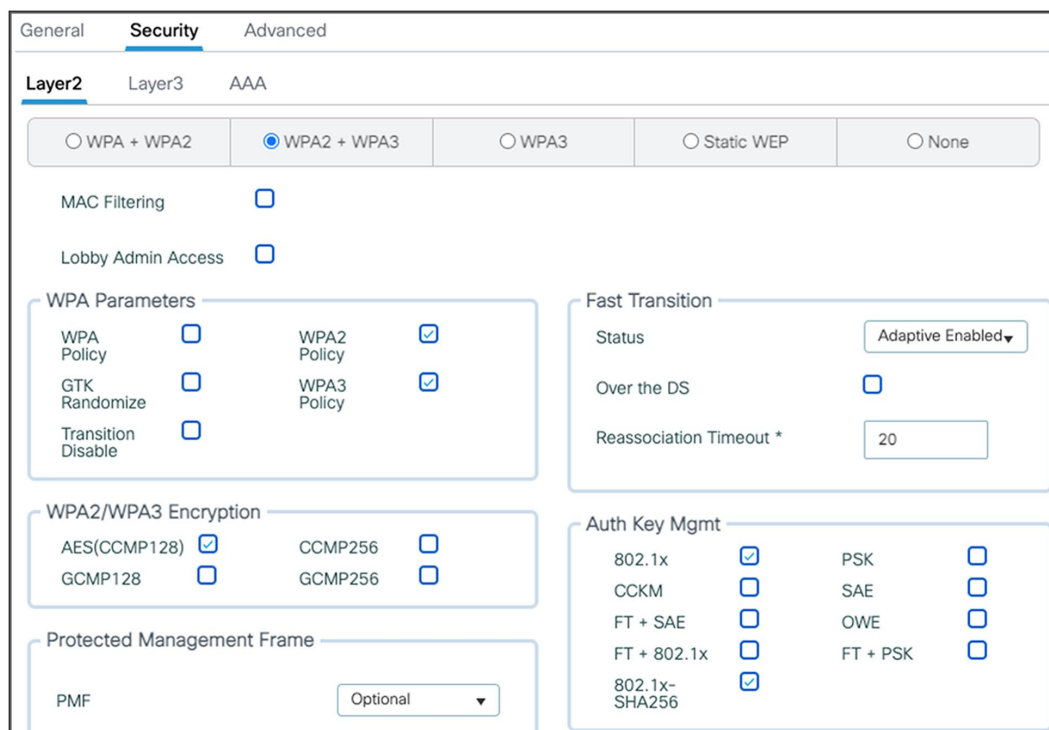 General Security Advanced
Layer2 Layer3 AAA
WPA + WPA2 WPA2 + WPA3 WPA3 Static WEP None
MAC Filtering
Lobby Admin Access
WPA Parameters
WPA Policy WPA2 Policy
GTK Randomize WPA3 Policy
Transition Disable
Fast Transition
Status Adaptive Enabled
Over the DS
Reassociation Timeout * 20
WPA2/WPA3 Encryption
AES(CCMP128) CCMP256
GCMP128 GCMP256
Protected Management Frame
PMF Optional
Auth Key Mgmt
802.1x PSK
CCKM SAE
FT + SAE OWE
FT + 802.1x FT + PSK
802.1x-
SHA256